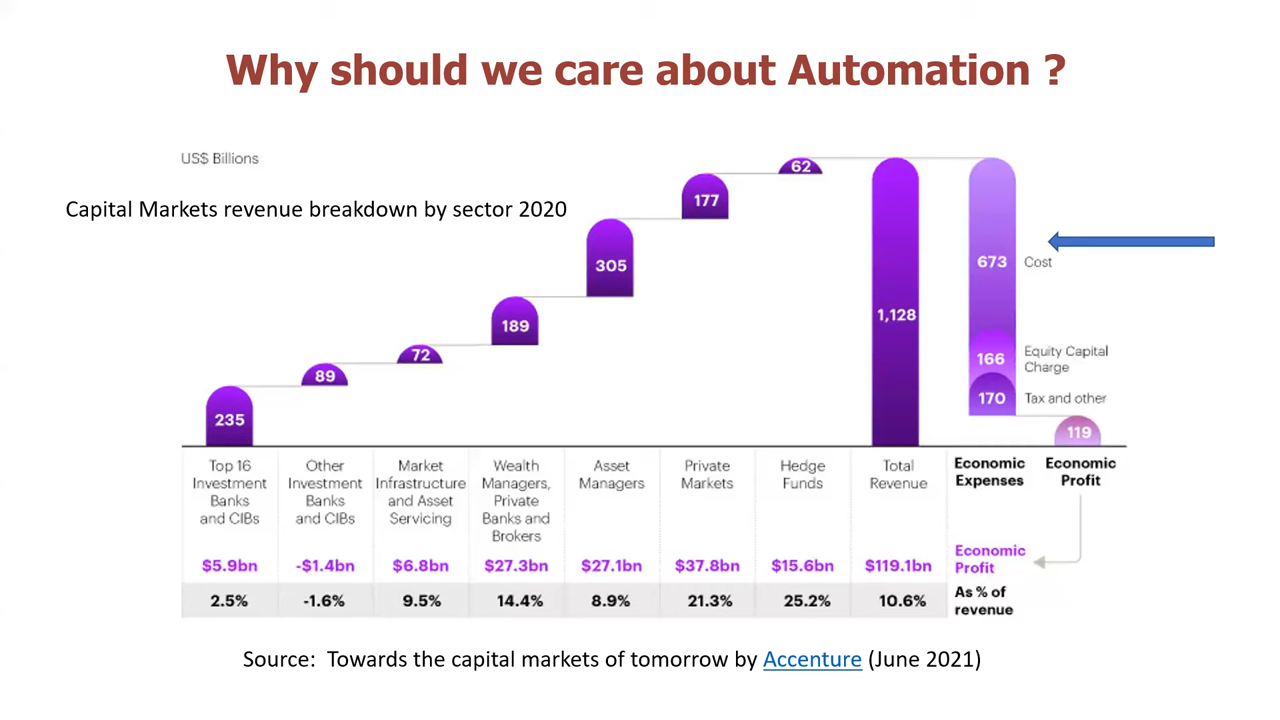 Why should we care about Automation ?
US$ Billions
Capital Markets revenue breakdown by sector 2020
235
89
72
189
305
177
62
1,128
673
Cost
166
Equity Capital
Charge
170
Tax and other
119
Top 16
Investment
Banks
and CIBs
Other
Investment
Banks
and CIBs
Market
Infrastructure
and Asset
Servicing
Wealth
Managers,
Private
Banks and
Brokers
Asset
Managers
Private
Markets
Hedge
Funds
Total
Revenue
Economic
Expenses
Economic
Profit
$5.9bn
-$1.4bn
$6.8bn
$27.3bn
$27.1bn
$37.8bn
$15.6bn
$119.1bn
Economic
Profit
2.5%
-1.6%
9.5%
14.4%
8.9%
21.3%
25.2%
10.6%
As % of
revenue
Source: Towards the capital markets of tomorrow by Accenture (June 2021)